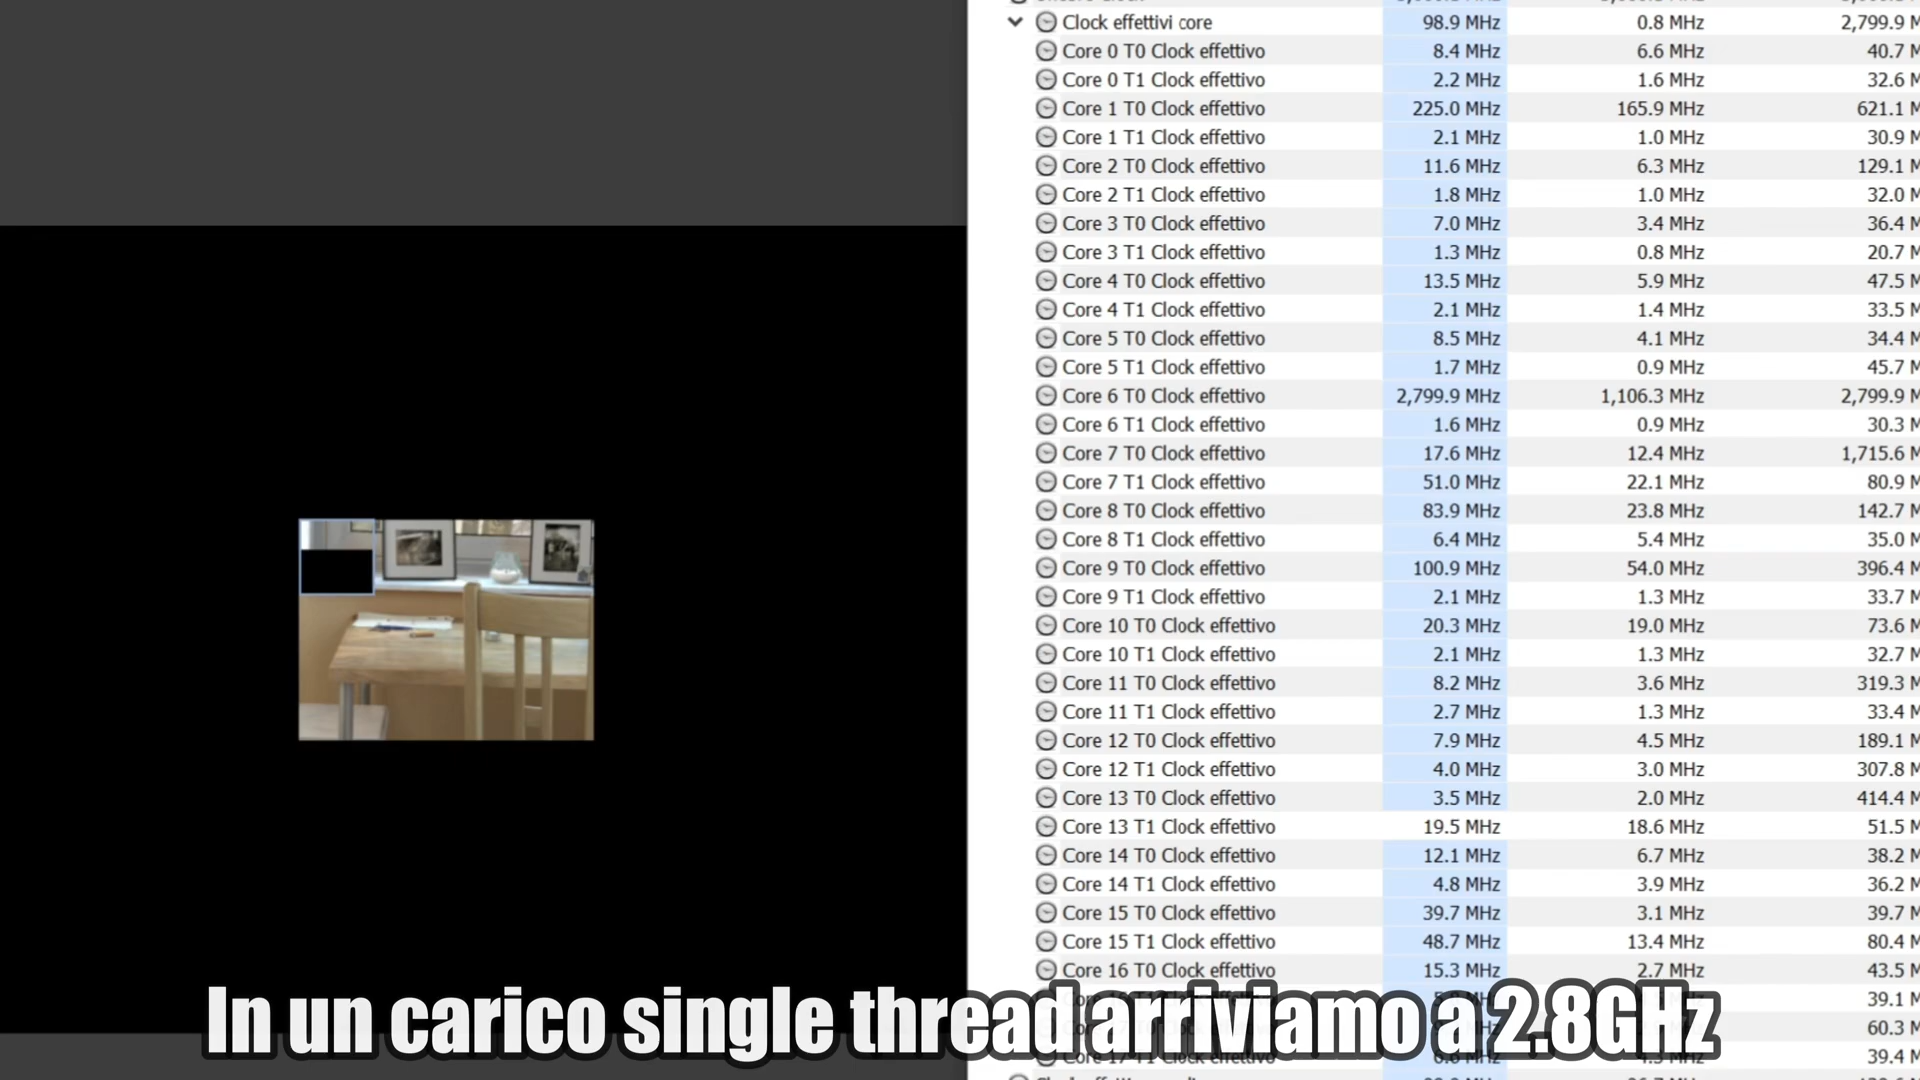 Clock effettivi core 98.9 MHz 0.8 MHz 2,799.9 M
Core 0 T0 Clock effettivo 8.4 MHz 6.6 MHz 40.7 M
Core 0 T1 Clock effettivo 2.2 MHz 1.6 MHz 32.6 M
Core 1 T0 Clock effettivo 225.0 MHz 165.9 MHz 621.1 M
Core 1 T1 Clock effettivo 2.1 MHz 1.0 MHz 30.9 M
Core 2 T0 Clock effettivo 11.6 MHz 6.3 MHz 129.1 M
Core 2 T1 Clock effettivo 1.8 MHz 1.0 MHz 32.0 M
Core 3 T0 Clock effettivo 7.0 MHz 3.4 MHz 36.4 M
Core 3 T1 Clock effettivo 1.3 MHz 0.8 MHz 20.7 M
Core 4 T0 Clock effettivo 13.5 MHz 5.9 MHz 47.5 M
Core 4 T1 Clock effettivo 2.1 MHz 1.4 MHz 33.5 M
Core 5 T0 Clock effettivo 8.5 MHz 4.1 MHz 34.4 M
Core 5 T1 Clock effettivo 1.7 MHz 0.9 MHz 45.7 M
Core 6 T0 Clock effettivo 2,799.9 MHz 1,106.3 MHz 2,799.9 M
Core 6 T1 Clock effettivo 1.6 MHz 0.9 MHz 30.3 M
Core 7 T0 Clock effettivo 17.6 MHz 12.4 MHz 1,715.6 M
Core 7 T1 Clock effettivo 51.0 MHz 22.1 MHz 80.9 M
Core 8 T0 Clock effettivo 83.9 MHz 23.8 MHz 142.7 M
Core 8 T1 Clock effettivo 6.4 MHz 5.4 MHz 35.0 M
Core 9 T0 Clock effettivo 100.9 MHz 54.0 MHz 396.4 M
Core 9 T1 Clock effettivo 2.1 MHz 1.3 MHz 33.7 M
Core 10 T0 Clock effettivo 20.3 MHz 19.0 MHz 73.6 M
Core 10 T1 Clock effettivo 2.1 MHz 1.3 MHz 32.7 M
Core 11 T0 Clock effettivo 8.2 MHz 3.6 MHz 319.3 M
Core 11 T1 Clock effettivo 2.7 MHz 1.3 MHz 33.4 M
Core 12 T0 Clock effettivo 7.9 MHz 4.5 MHz 189.1 M
Core 12 T1 Clock effettivo 4.0 MHz 3.0 MHz 307.8 M
Core 13 T0 Clock effettivo 3.5 MHz 2.0 MHz 414.4 M
Core 13 T1 Clock effettivo 19.5 MHz 18.6 MHz 51.5 M
Core 14 T0 Clock effettivo 12.1 MHz 6.7 MHz 38.2 M
Core 14 T1 Clock effettivo 4.8 MHz 3.9 MHz 36.2 M
Core 15 T0 Clock effettivo 39.7 MHz 3.1 MHz 39.7 M
Core 15 T1 Clock effettivo 48.7 MHz 13.4 MHz 80.4 M
Core 16 T0 Clock effettivo 15.3 MHz 2.7 MHz 43.5 M
39.1 M
60.3 M
39.4 M
In un carico single thread arriviamo a 2.8GHz